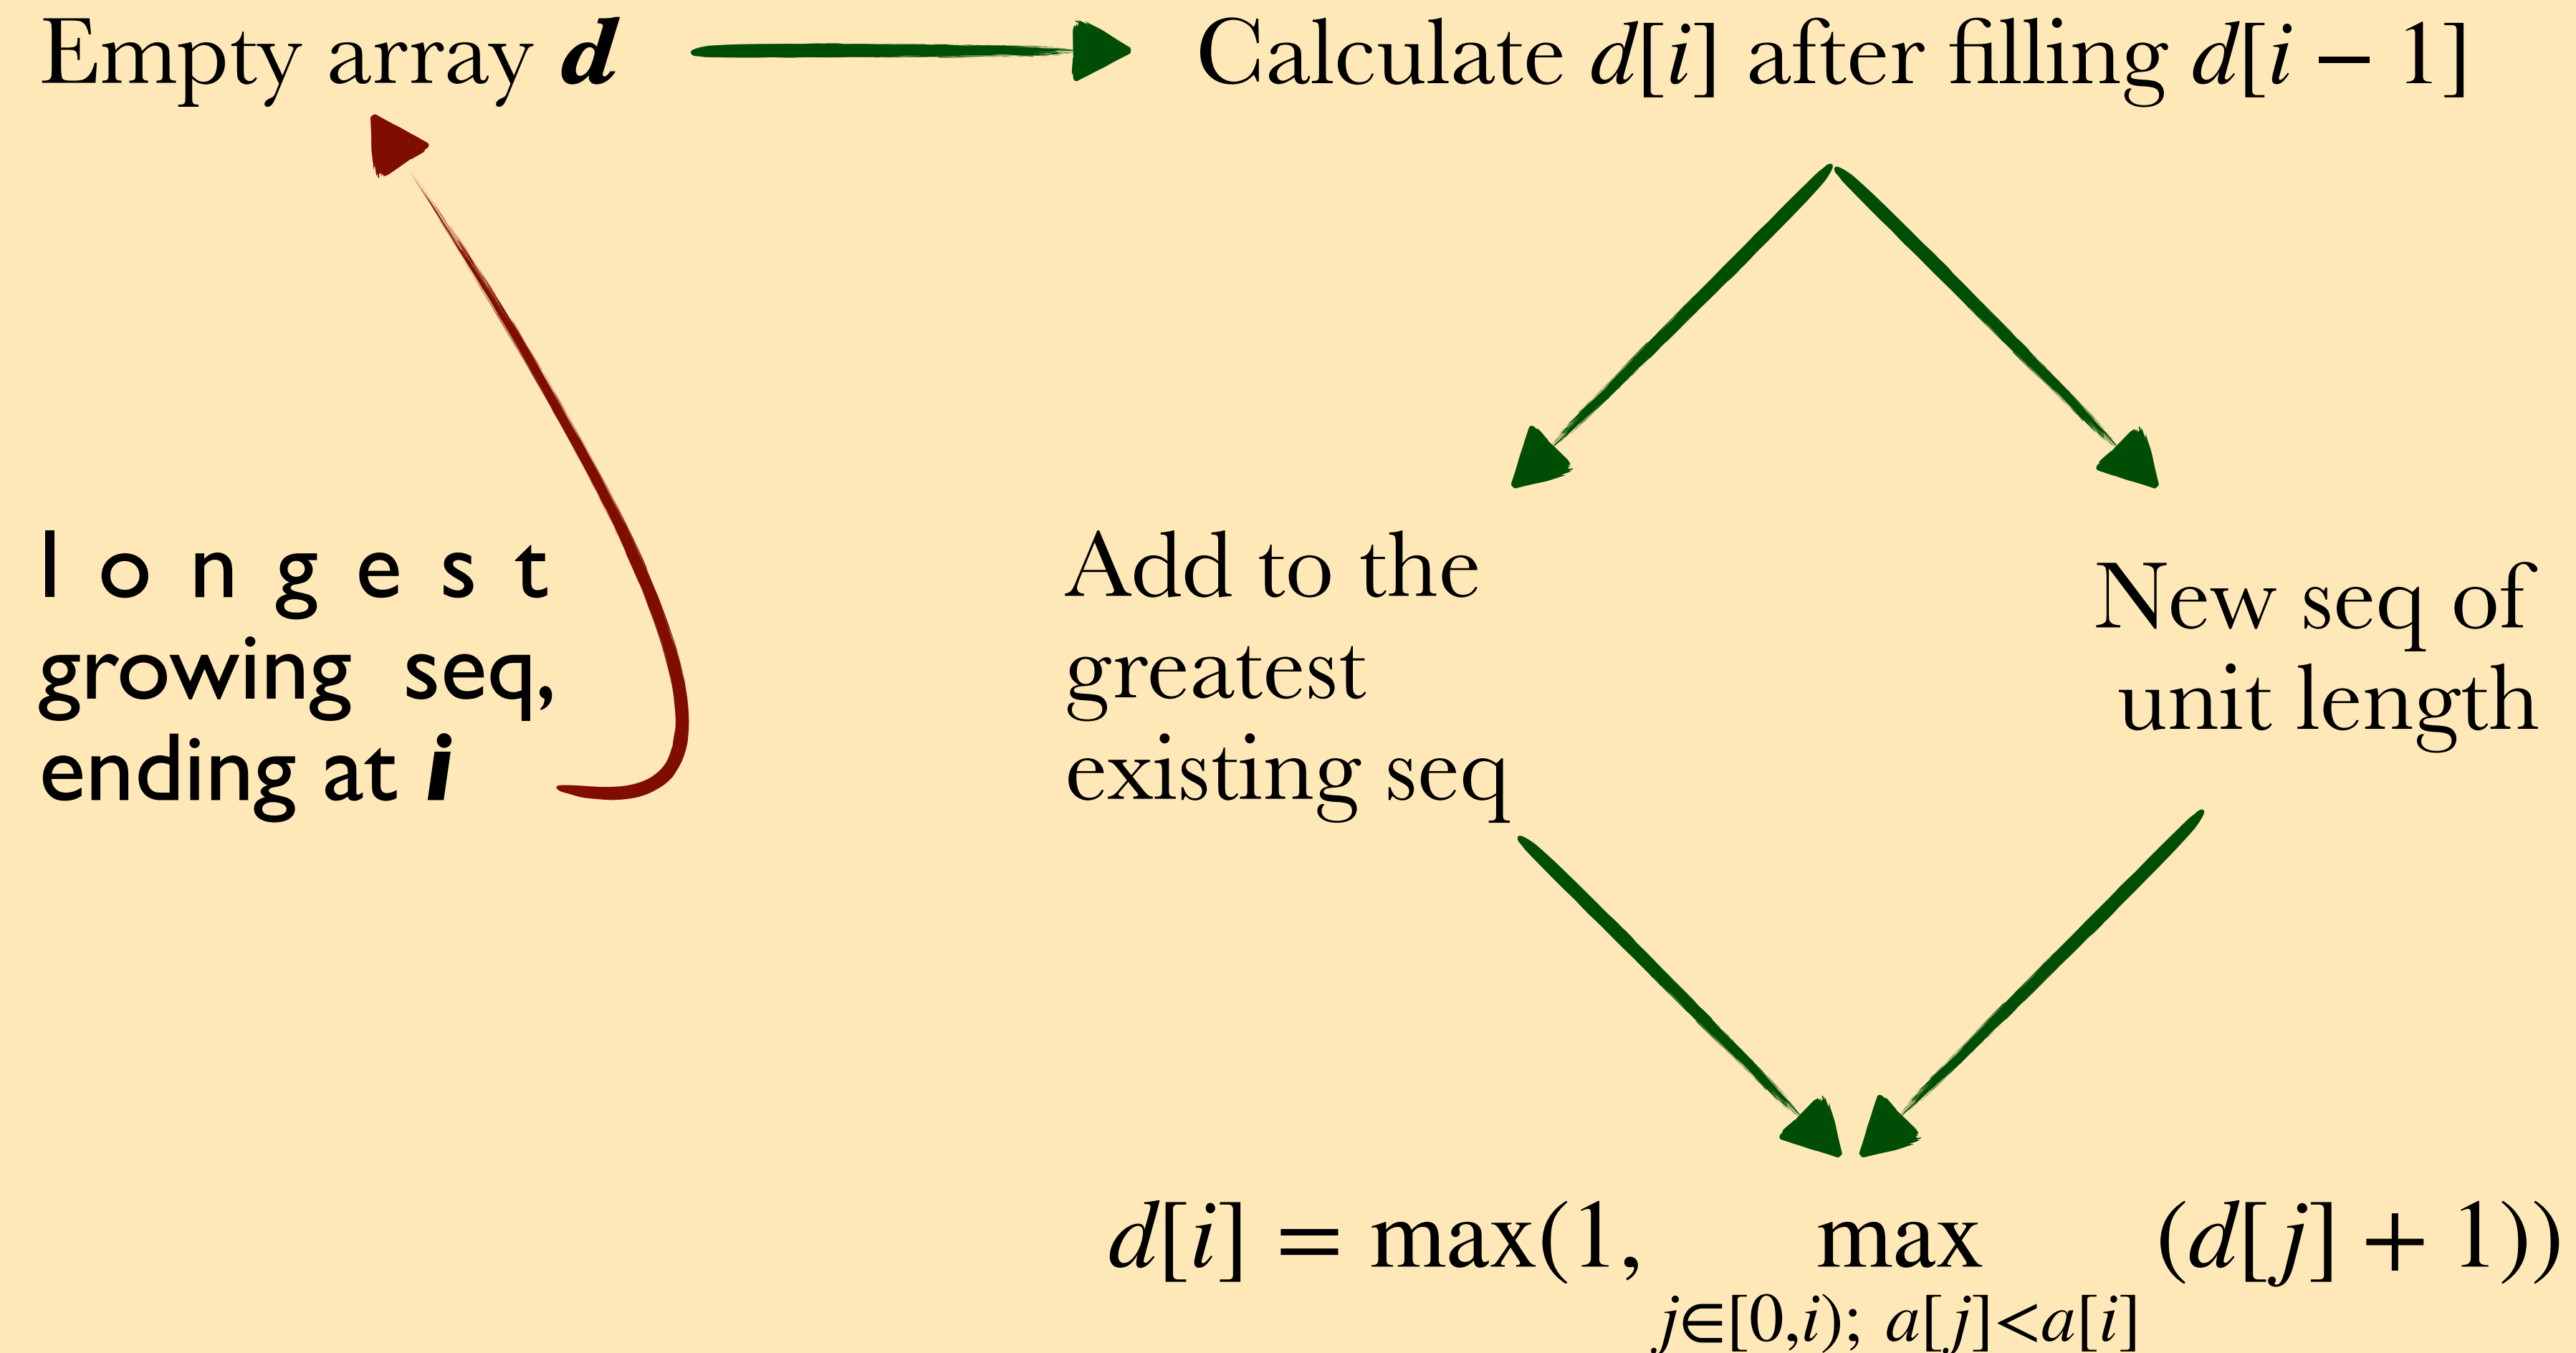 Empty array d
Calculate d[i] after filling d[i − 1]
longest
growing seq,
ending at i
Add to the
greatest
existing seq
New seq of
unit length
d[i] = max(1, max (d[j] + 1))
j∈[0,i); a[j]<a[i]